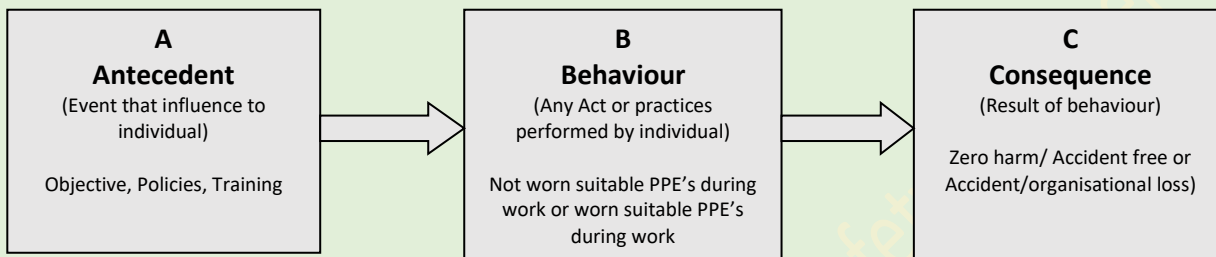 A
Antecedent
(Event that influence to
individual)
Objective, Policies, Training
B
Behaviour
(Any Act or practices
performed by individual)
Not worn suitable PPE's during
work or worn suitable PPE's
during work
C
Consequence
(Result of behaviour)
Zero harm/ Accident free or
Accident/organisational loss)